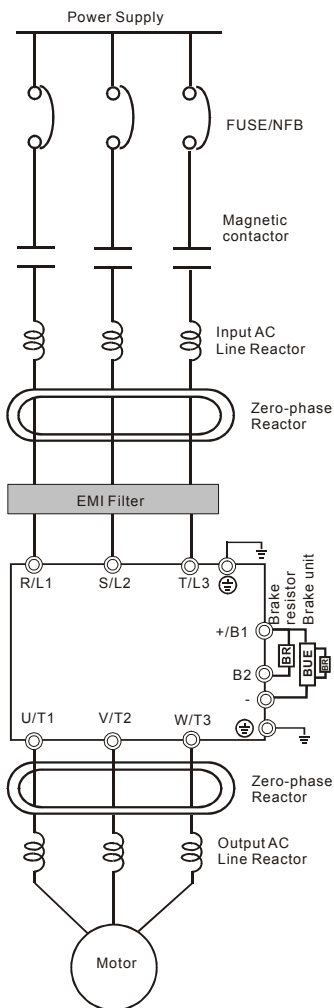 Power Supply
FUSE/NFB
Magnetic
contactor
Input AC
Line Reactor
Zero-phase
Reactor
EMI Filter
R/L1
S/L2
T/L3
Brake
resistor
Brake unit
+/B1
BR
BUE
BR
B2
-
U/T1
V/T2
W/T3
Zero-phase
Reactor
Output AC
Line Reactor
Motor